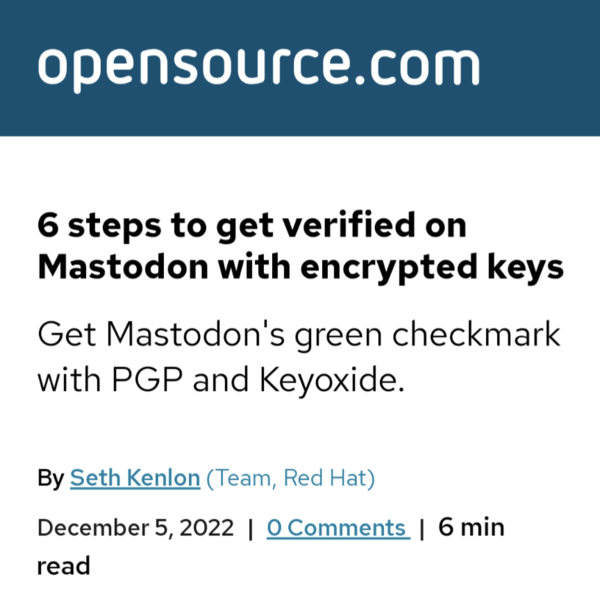 opensource.com
6 steps to get verified on
Mastodon with encrypted keys
Get Mastodon's green checkmark
with PGP and Keyoxide.
By Seth Kenlon (Team, Red Hat)
December 5, 2022 | 0 Comments | 6 min
read